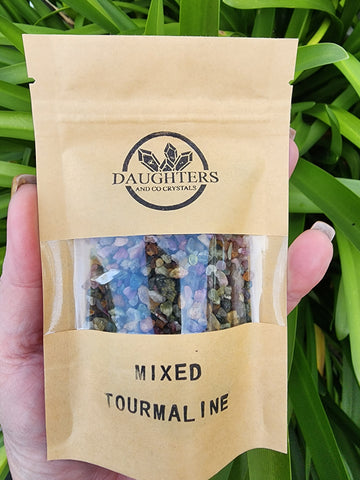 DAUGHTERS
AND CO CRYSTALS
MIXED
TOURMALINE